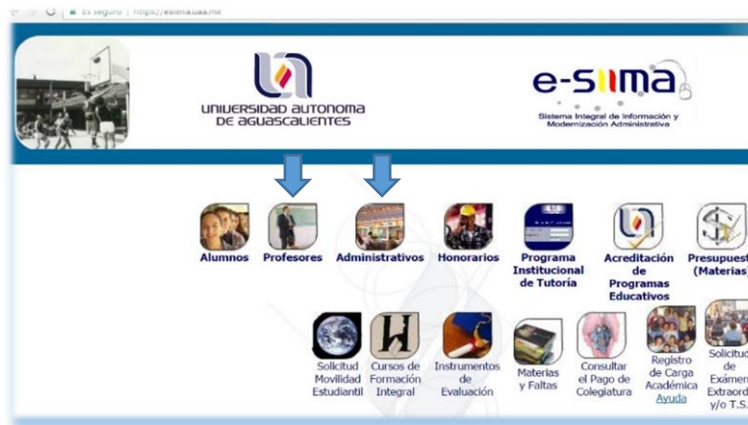 Es seguro | https://esiima.uaa.mx
UNIVERSIDAD AUTONOMA
DE AGUASCALIENTES
e-SIIMA
Sistema Integral de Información y
Modernización Administrativa
Alumnos
Profesores
Administrativos
Honorarios
Programa
Institucional
de Tutoría
Acreditación
de
Programas
Educativos
Presupuest
(Materias)
Solicitud
Movilidad
Estudiantil
Cursos de
Formación
Integral
Instrumentos
de
Evaluación
Materias
y Faltas
Consultar
el Pago de
Colegiatura
Registro
de Carga
Académica
Ayuda
Solicitud
de
Exámen
Extraord
y/o T.S.